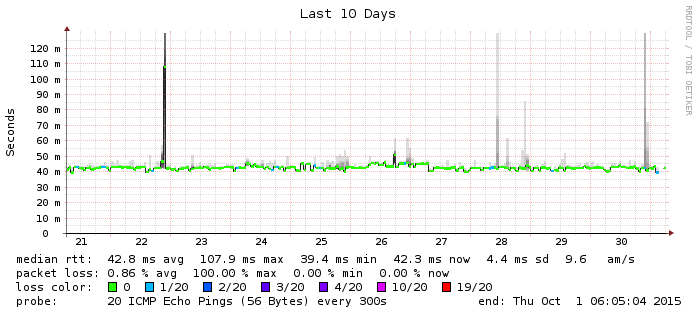 Last 10 Days
RRDTOOL / TOBI OETIKER
Seconds
120 m
110 m
100 m
90 m
80 m
70 m
60 m
50 m
40 m
30 m
20 m
10 m
0
21 22 23 24 25 26 27 28 29 30
median rtt: 42.8 ms avg 107.9 ms max 39.4 ms min 42.3 ms now 4.4 ms sd 9.6 am/s
packet loss: 0.86 % avg 100.00 % max 0.00 % min 0.00 % now
loss color: 0 1/20 2/20 3/20 4/20 10/20 19/20
probe: 20 ICMP Echo Pings (56 Bytes) every 300s end: Thu Oct 1 06:05:04 2015